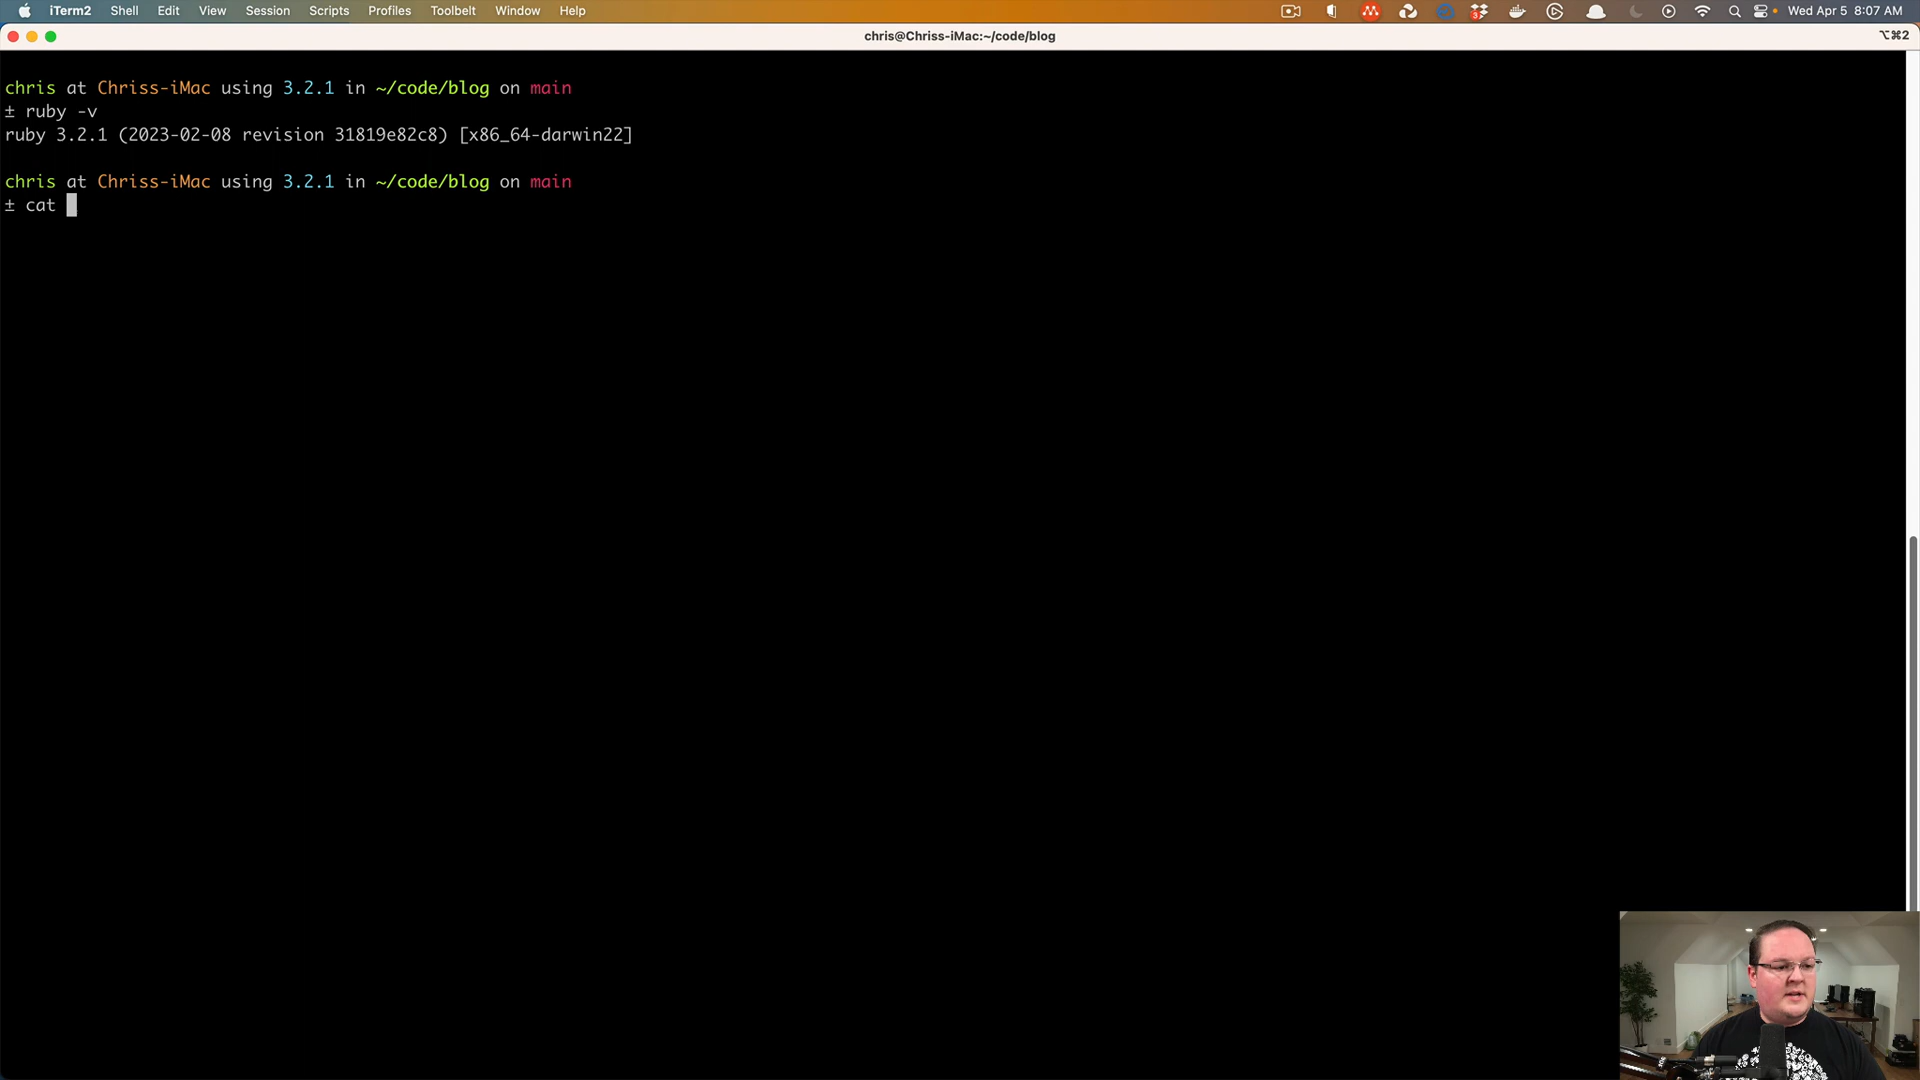 iTerm2 Shell Edit View Session Scripts Profiles Toolbelt Window Help
3
Wed Apr 5 8:07 AM
chris@Chriss-iMac:~/code/blog
⌥⌘2
chris at Chriss-iMac using 3.2.1 in ~/code/blog on main
± ruby -v
ruby 3.2.1 (2023-02-08 revision 31819e82c8) [x86_64-darwin22]
chris at Chriss-iMac using 3.2.1 in ~/code/blog on main
± cat